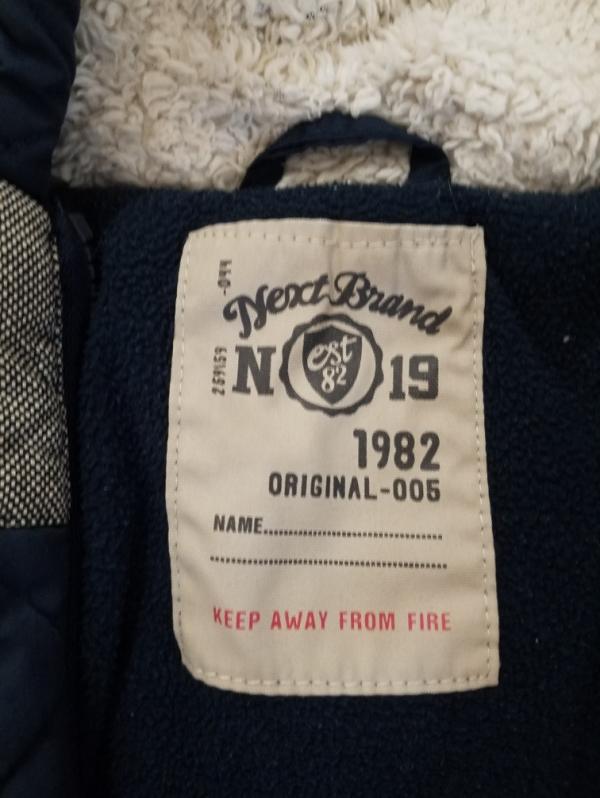 Next Brand
N est 82 19
1982
ORIGINAL-005
NAME
KEEP AWAY FROM FIRE